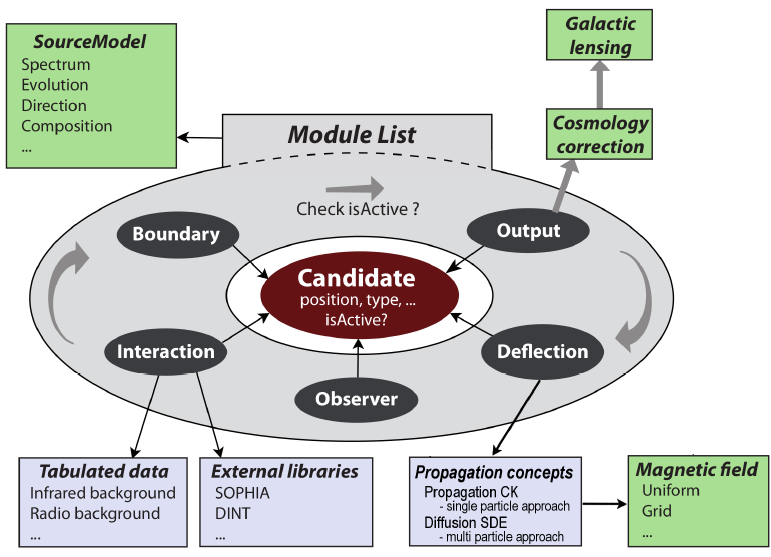 SourceModel
Spectrum
Evolution
Direction
Composition
...
Galactic
lensing
Cosmology
correction
Module List
Check isActive ?
Boundary
Output
Candidate
position, type, ...
isActive?
Interaction
Deflection
Observer
Tabulated data
Infrared background
Radio background
...
External libraries
SOPHIA
DINT
...
Propagation concepts
Propagation CK
- single particle approach
Diffusion SDE
- multi particle approach
Magnetic field
Uniform
Grid
...